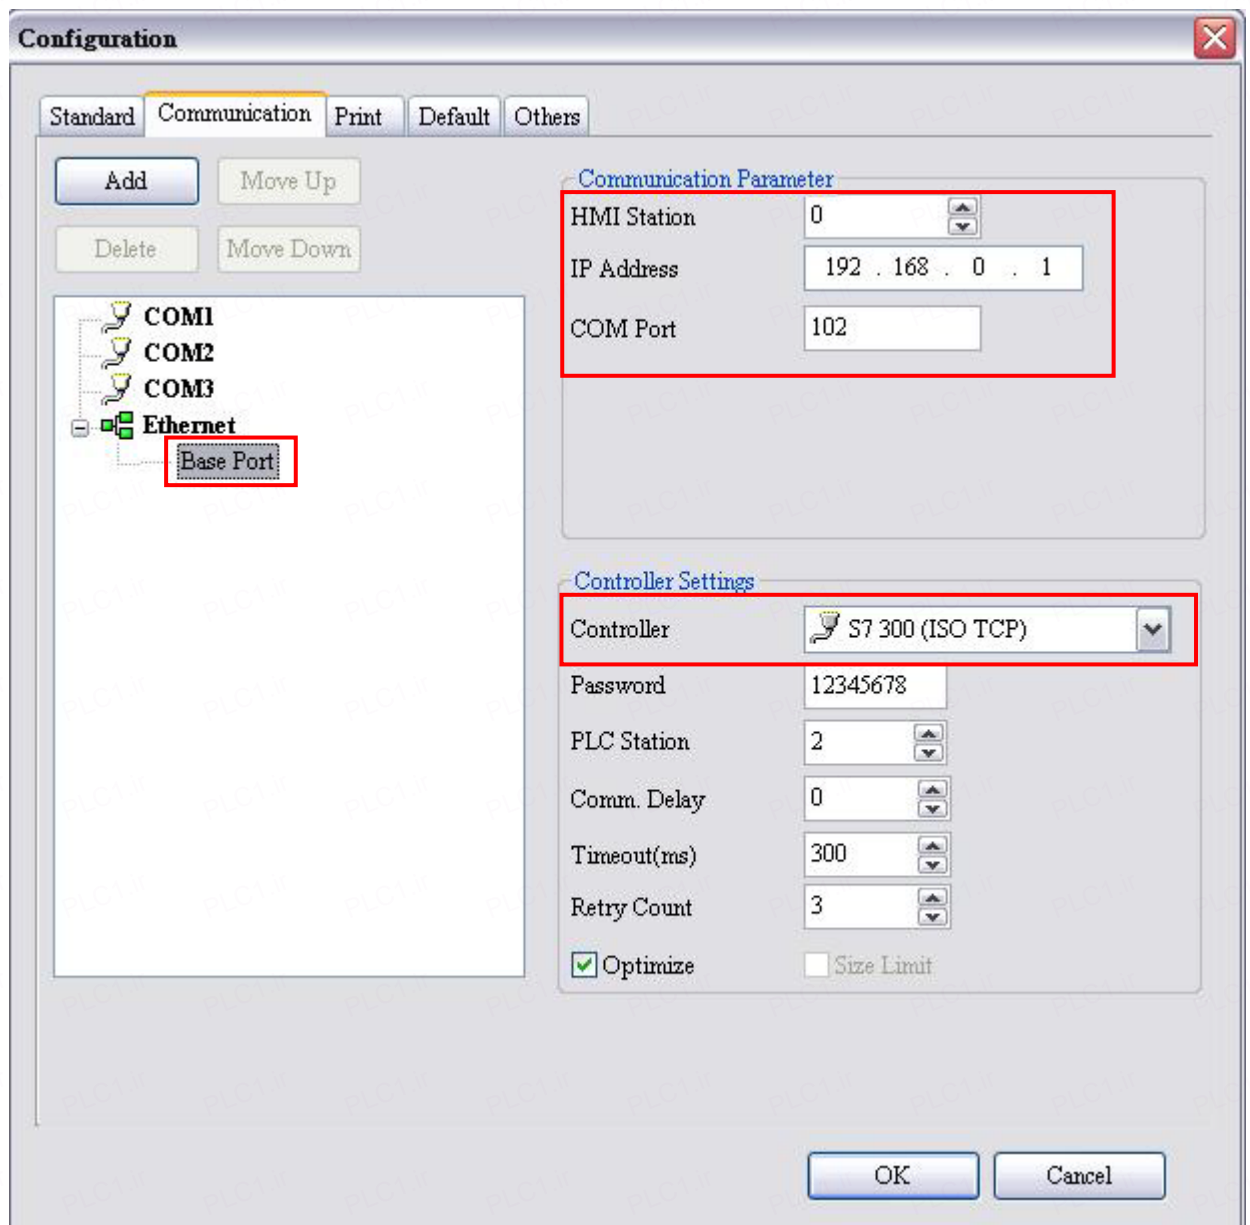 Configuration
Standard Communication Print Default Others
Add Move Up
Delete Move Down
COM1
COM2
COM3
Ethernet
Base Port
Communication Parameter
HMI Station 0
IP Address 192 . 168 . 0 . 1
COM Port 102
Controller Settings
Controller S7 300 (ISO TCP)
Password 12345678
PLC Station 2
Comm. Delay 0
Timeout(ms) 300
Retry Count 3
Optimize Size Limit
OK Cancel